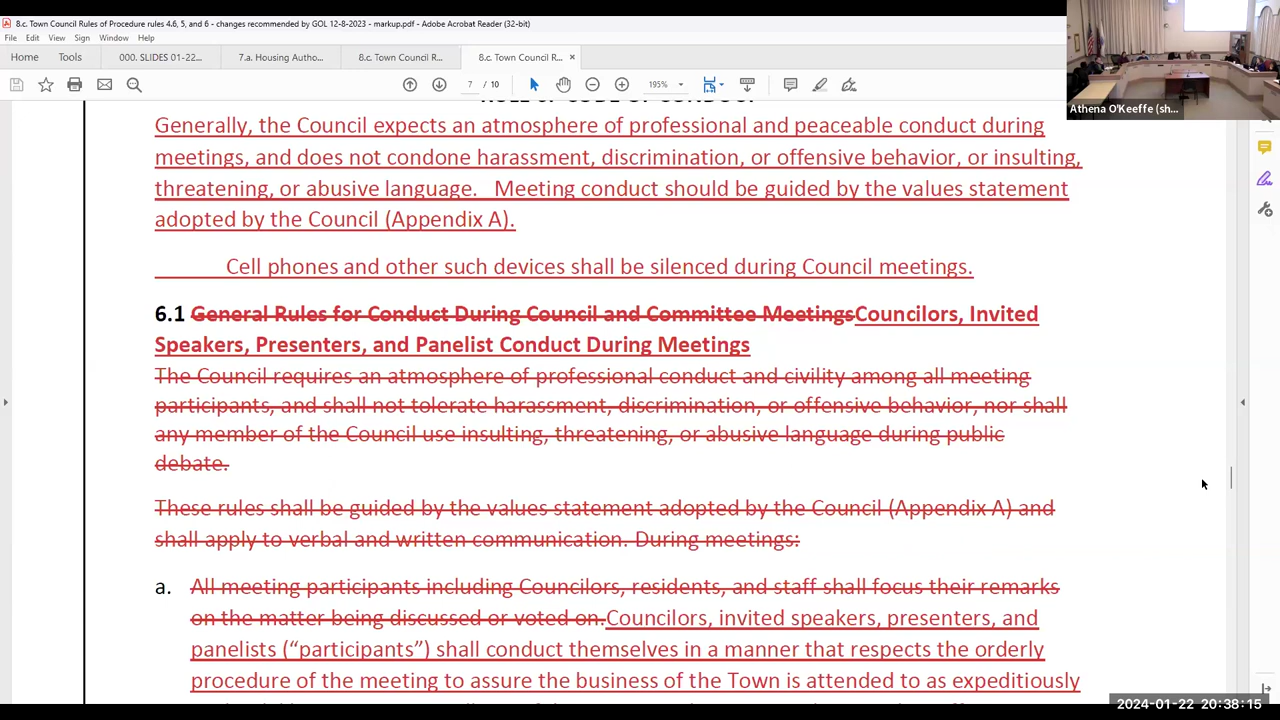 8.c. Town Council Rules of Procedure rules 4.6, 5, and 6 - changes recommended by GOL 12-8-2023 - markup.pdf - Adobe Acrobat Reader (32-bit)
File Edit View Sign Window Help
Home Tools 000. SLIDES 01-22... 7.a. Housing Autho... 8.c. Town Council R... 8.c. Town Council R... ×
7 / 10 195%
Athena O'Keeffe (sh...
RULE 6. CODE OF CONDUCT
Generally, the Council expects an atmosphere of professional and peaceable conduct during
meetings, and does not condone harassment, discrimination, or offensive behavior, or insulting,
threatening, or abusive language. Meeting conduct should be guided by the values statement
adopted by the Council (Appendix A).
Cell phones and other such devices shall be silenced during Council meetings.
6.1 General Rules for Conduct During Council and Committee MeetingsCouncilors, Invited
Speakers, Presenters, and Panelist Conduct During Meetings
The Council requires an atmosphere of professional conduct and civility among all meeting
participants, and shall not tolerate harassment, discrimination, or offensive behavior, nor shall
any member of the Council use insulting, threatening, or abusive language during public
debate.
These rules shall be guided by the values statement adopted by the Council (Appendix A) and
shall apply to verbal and written communication. During meetings:
a. All meeting participants including Councilors, residents, and staff shall focus their remarks
on the matter being discussed or voted on.Councilors, invited speakers, presenters, and
panelists (“participants”) shall conduct themselves in a manner that respects the orderly
procedure of the meeting to assure the business of the Town is attended to as expeditiously
2024-01-22 20:38:15